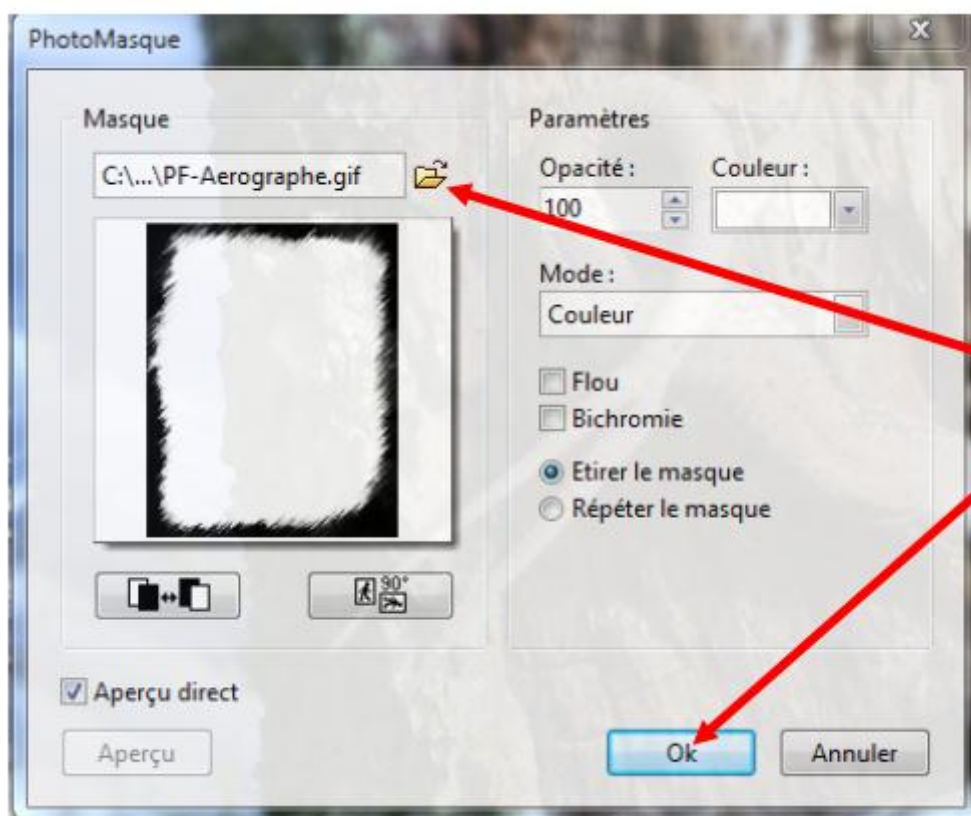 PhotoMasque
Masque
C:\...\PF-Aerographe.gif
Paramètres
Opacité :
Couleur :
100
Mode :
Couleur
Flou
Bichromie
Etirer le masque
Répéter le masque
90°
Aperçu direct
Aperçu
Ok
Annuler